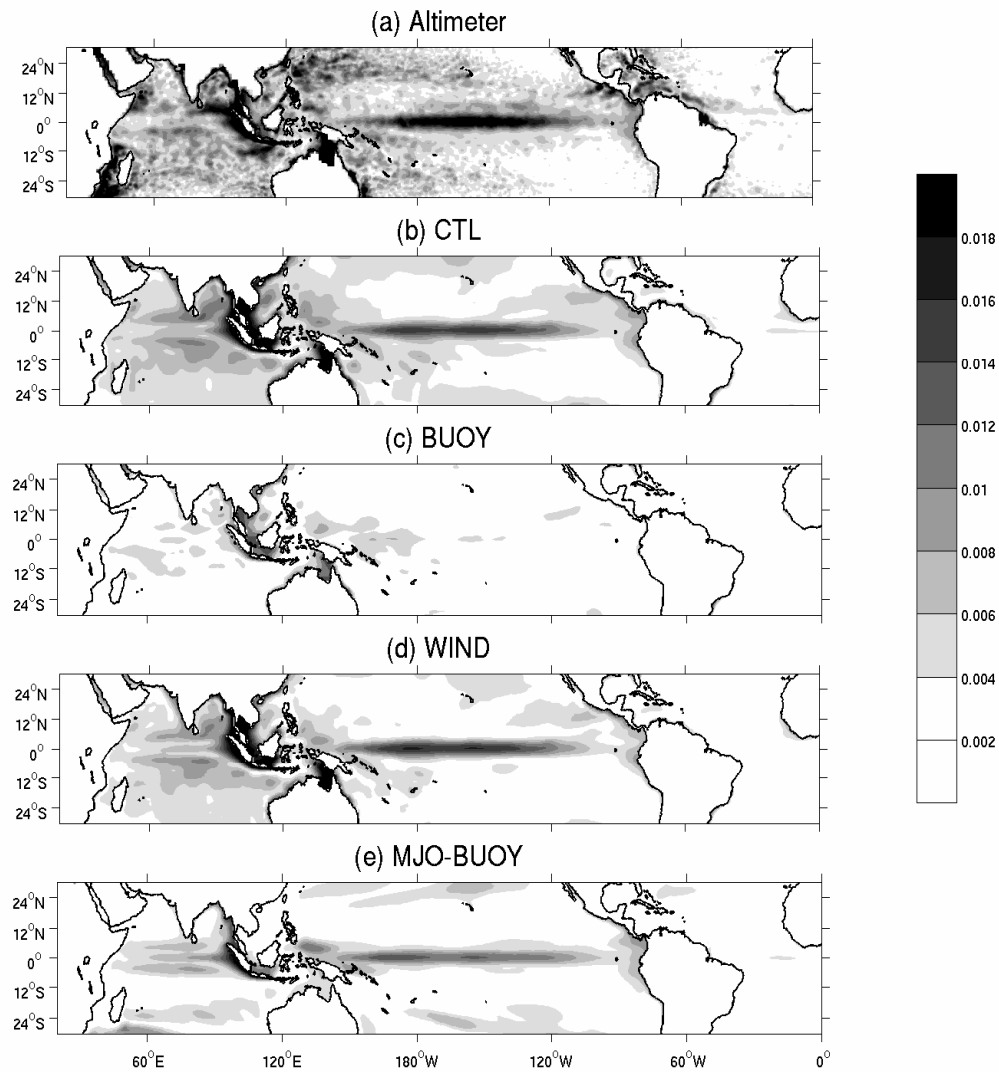 (a) Altimeter
24°N
12°N
0°
12°S
24°S
(b) CTL
24°N
12°N
0°
12°S
24°S
(c) BUOY
24°N
12°N
0°
12°S
24°S
(d) WIND
24°N
12°N
0°
12°S
24°S
(e) MJO-BUOY
24°N
12°N
0°
12°S
24°S
60°E 120°E 180°W 120°W 60°W 0°
0.018
0.016
0.014
0.012
0.01
0.008
0.006
0.004
0.002